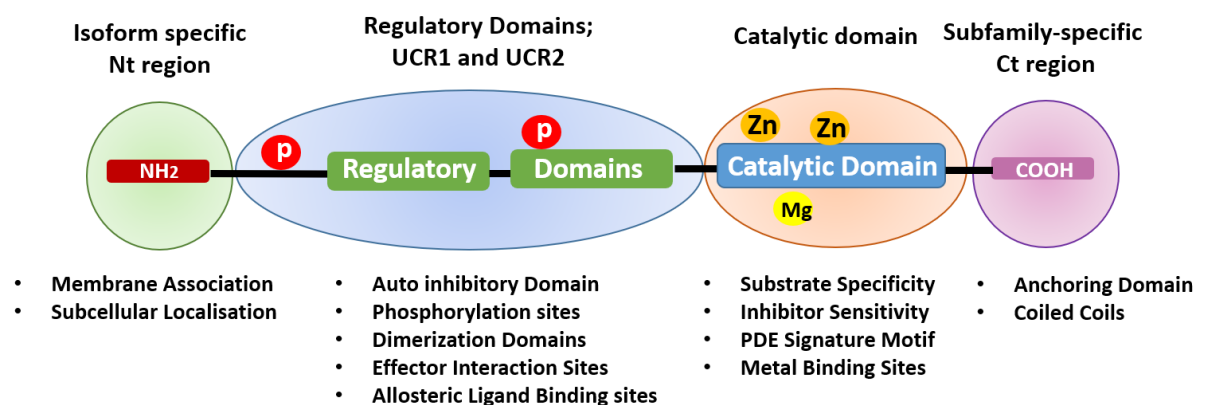 Isoform specific
Nt region
Regulatory Domains;
UCR1 and UCR2
Catalytic domain
Subfamily-specific
Ct region
NH2
p
Regulatory
p
Domains
Zn
Zn
Catalytic Domain
Mg
COOH
• Membrane Association
• Subcellular Localisation
• Auto inhibitory Domain
• Phosphorylation sites
• Dimerization Domains
• Effector Interaction Sites
• Allosteric Ligand Binding sites
• Substrate Specificity
• Inhibitor Sensitivity
• PDE Signature Motif
• Metal Binding Sites
• Anchoring Domain
• Coiled Coils